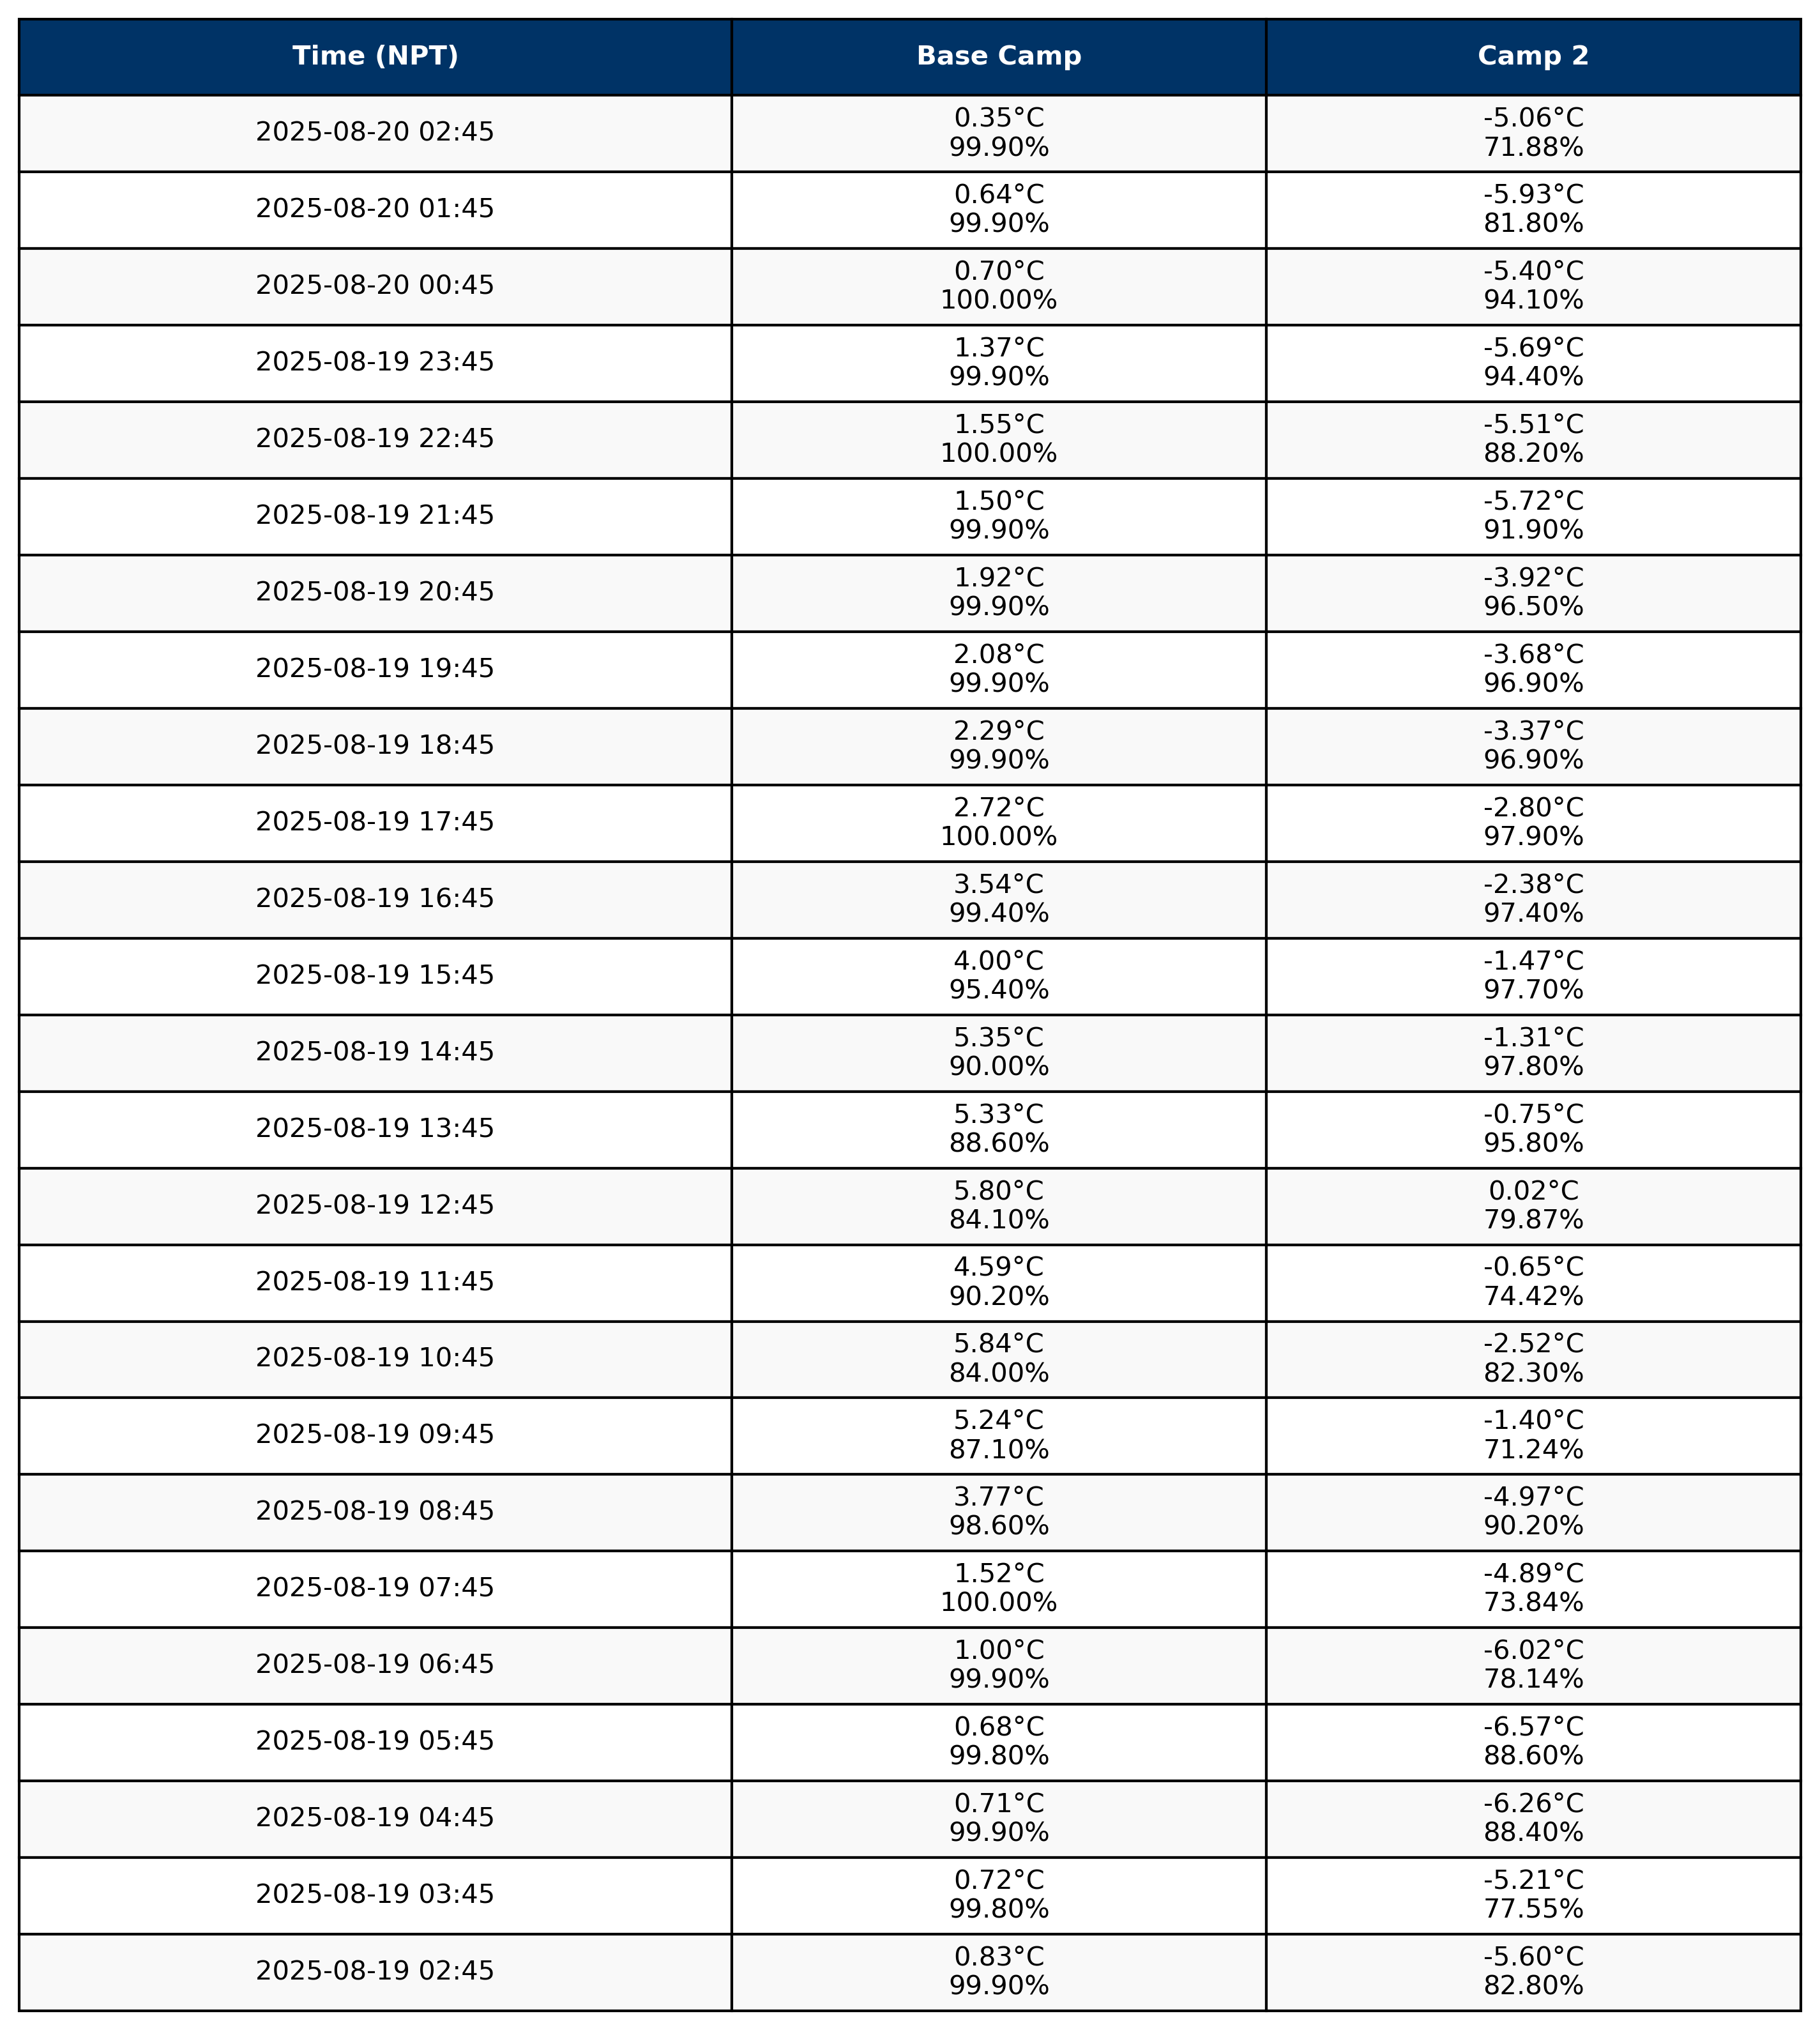 Time (NPT) Base Camp Camp 2
2025-08-20 02:45 0.35°C -5.06°C
99.90% 71.88%
2025-08-20 01:45 0.64°C -5.93°C
99.90% 81.80%
2025-08-20 00:45 0.70°C -5.40°C
100.00% 94.10%
2025-08-19 23:45 1.37°C -5.69°C
99.90% 94.40%
2025-08-19 22:45 1.55°C -5.51°C
100.00% 88.20%
2025-08-19 21:45 1.50°C -5.72°C
99.90% 91.90%
2025-08-19 20:45 1.92°C -3.92°C
99.90% 96.50%
2025-08-19 19:45 2.08°C -3.68°C
99.90% 96.90%
2025-08-19 18:45 2.29°C -3.37°C
99.90% 96.90%
2025-08-19 17:45 2.72°C -2.80°C
100.00% 97.90%
2025-08-19 16:45 3.54°C -2.38°C
99.40% 97.40%
2025-08-19 15:45 4.00°C -1.47°C
95.40% 97.70%
2025-08-19 14:45 5.35°C -1.31°C
90.00% 97.80%
2025-08-19 13:45 5.33°C -0.75°C
88.60% 95.80%
2025-08-19 12:45 5.80°C 0.02°C
84.10% 79.87%
2025-08-19 11:45 4.59°C -0.65°C
90.20% 74.42%
2025-08-19 10:45 5.84°C -2.52°C
84.00% 82.30%
2025-08-19 09:45 5.24°C -1.40°C
87.10% 71.24%
2025-08-19 08:45 3.77°C -4.97°C
98.60% 90.20%
2025-08-19 07:45 1.52°C -4.89°C
100.00% 73.84%
2025-08-19 06:45 1.00°C -6.02°C
99.90% 78.14%
2025-08-19 05:45 0.68°C -6.57°C
99.80% 88.60%
2025-08-19 04:45 0.71°C -6.26°C
99.90% 88.40%
2025-08-19 03:45 0.72°C -5.21°C
99.80% 77.55%
2025-08-19 02:45 0.83°C -5.60°C
99.90% 82.80%